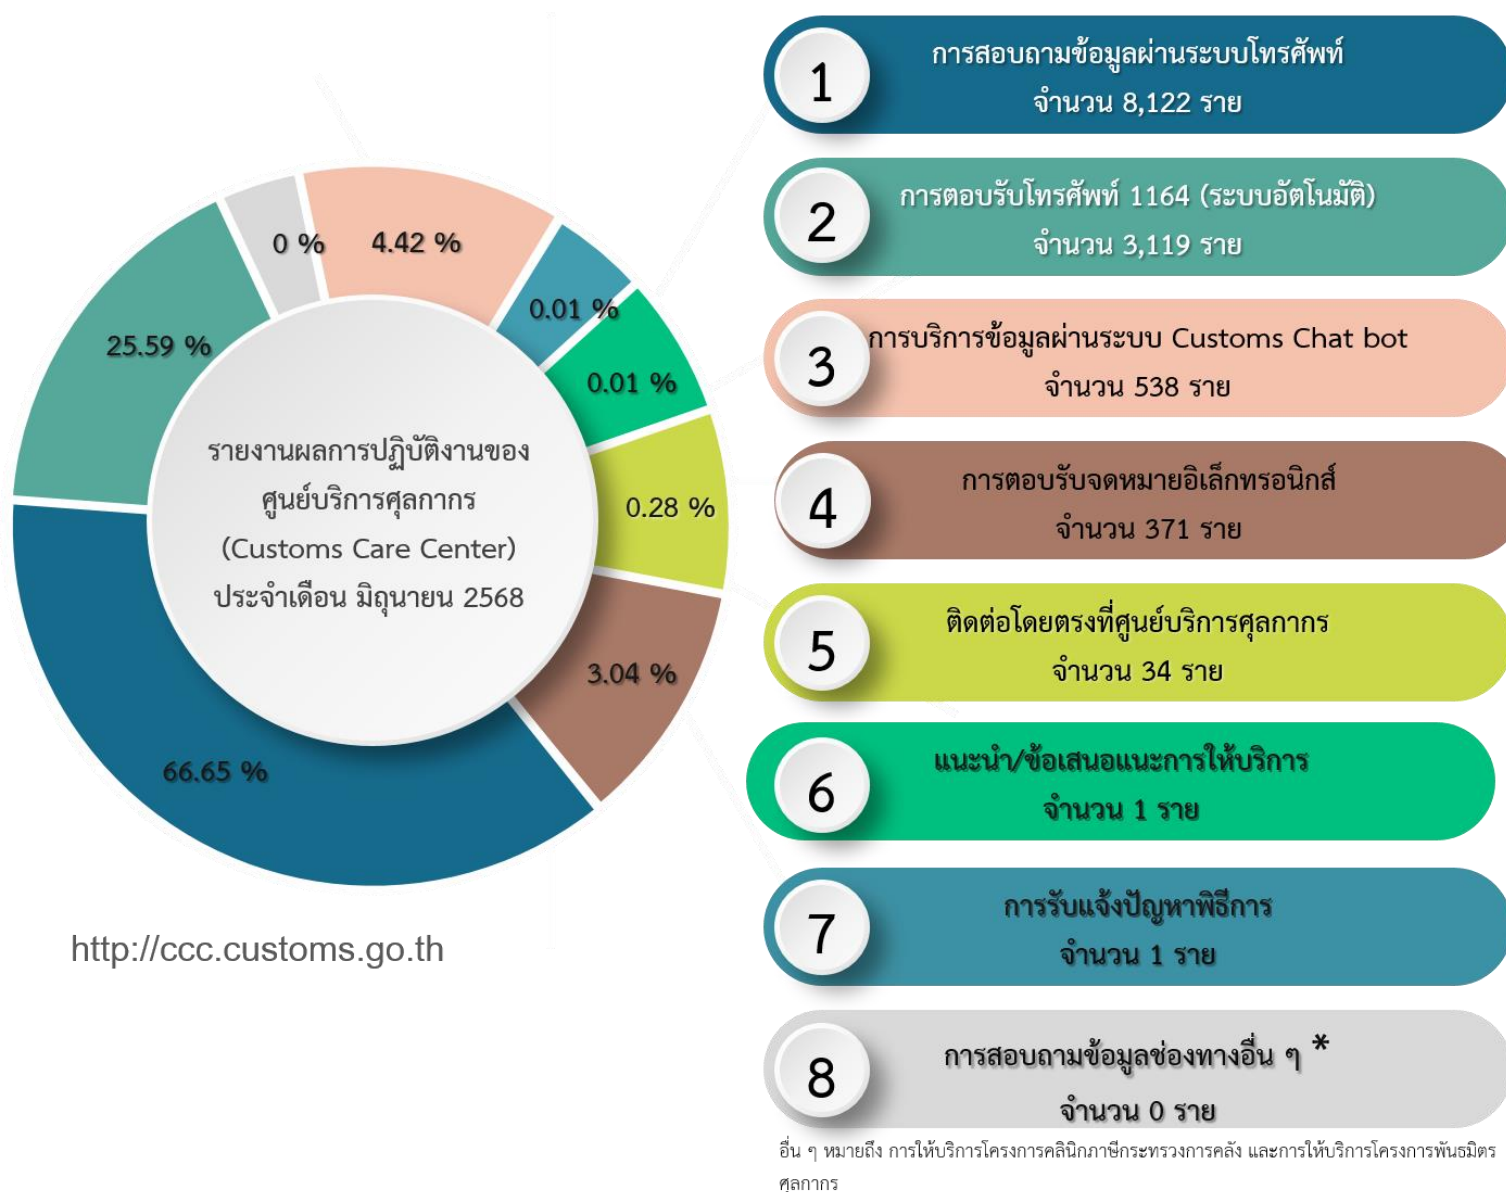 0 %
4.42 %
0.01 %
25.59 %
0.01 %
0.28 %
3.04 %
66.65 %
รายงานผลการปฏิบัติงานของ
ศูนย์บริการศุลกากร
(Customs Care Center)
ประจำเดือน มิถุนายน 2568
http://ccc.customs.go.th
1
การสอบถามข้อมูลผ่านระบบโทรศัพท์
จำนวน 8,122 ราย
2
การตอบรับโทรศัพท์ 1164 (ระบบอัตโนมัติ)
จำนวน 3,119 ราย
3
การบริการข้อมูลผ่านระบบ Customs Chat bot
จำนวน 538 ราย
4
การตอบรับจดหมายอิเล็กทรอนิกส์
จำนวน 371 ราย
5
ติดต่อโดยตรงที่ศูนย์บริการศุลกากร
จำนวน 34 ราย
6
แนะนำ/ข้อเสนอแนะการให้บริการ
จำนวน 1 ราย
7
การรับแจ้งปัญหาพิธีการ
จำนวน 1 ราย
8
การสอบถามข้อมูลช่องทางอื่น ๆ *
จำนวน 0 ราย
อื่น ๆ หมายถึง การให้บริการโครงการคลินิกภาษีกระทรวงการคลัง และการให้บริการโครงการพันธมิตร
ศุลกากร